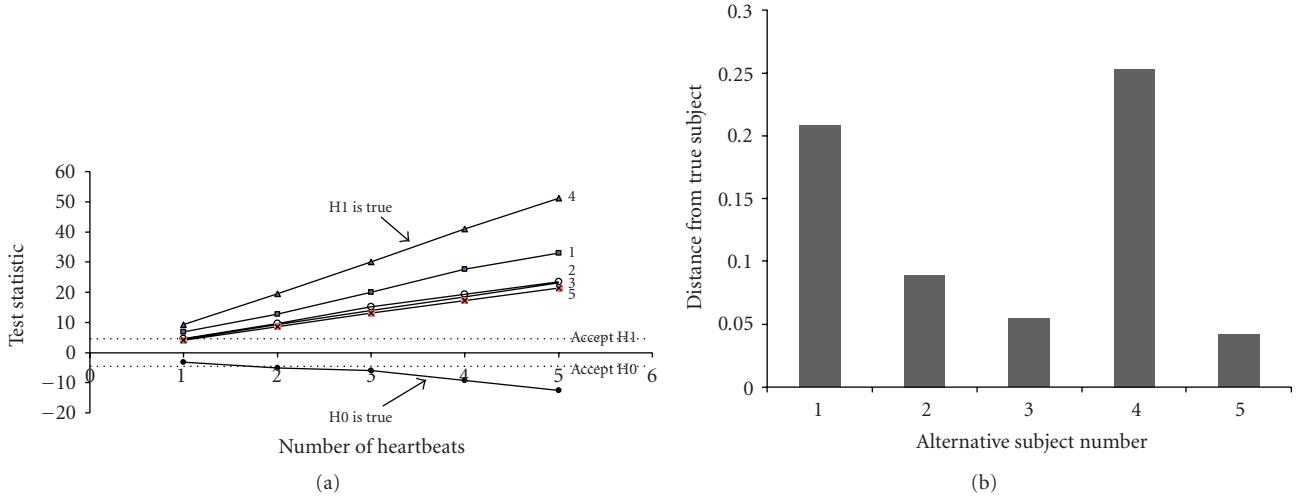 60
50
40
30
20
10
0
−10
−20
0 1 2 3 4 5 6
Test statistic
Number of heartbeats
H1 is true
H0 is true
4
1
2
3
5
Accept H1
Accept H0
(a)
0.3
0.25
0.2
0.15
0.1
0.05
0
Distance from true subject
1 2 3 4 5
Alternative subject number
(b)